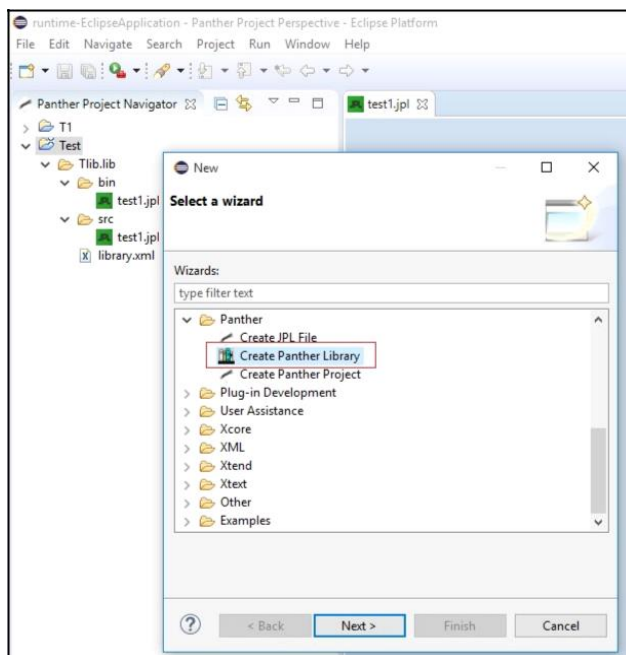 runtime-EclipseApplication - Panther Project Perspective - Eclipse Platform
File Edit Navigate Search Project Run Window Help
Panther Project Navigator
test1.jpl
T1
Test
Tlib.lib
bin
test1.jpl
src
test1.jpl
library.xml
New
Select a wizard
Wizards:
type filter text
Panther
Create JPL File
Create Panther Library
Create Panther Project
Plug-in Development
User Assistance
Xcore
XML
Xtend
Xtext
Other
Examples
? < Back Next > Finish Cancel